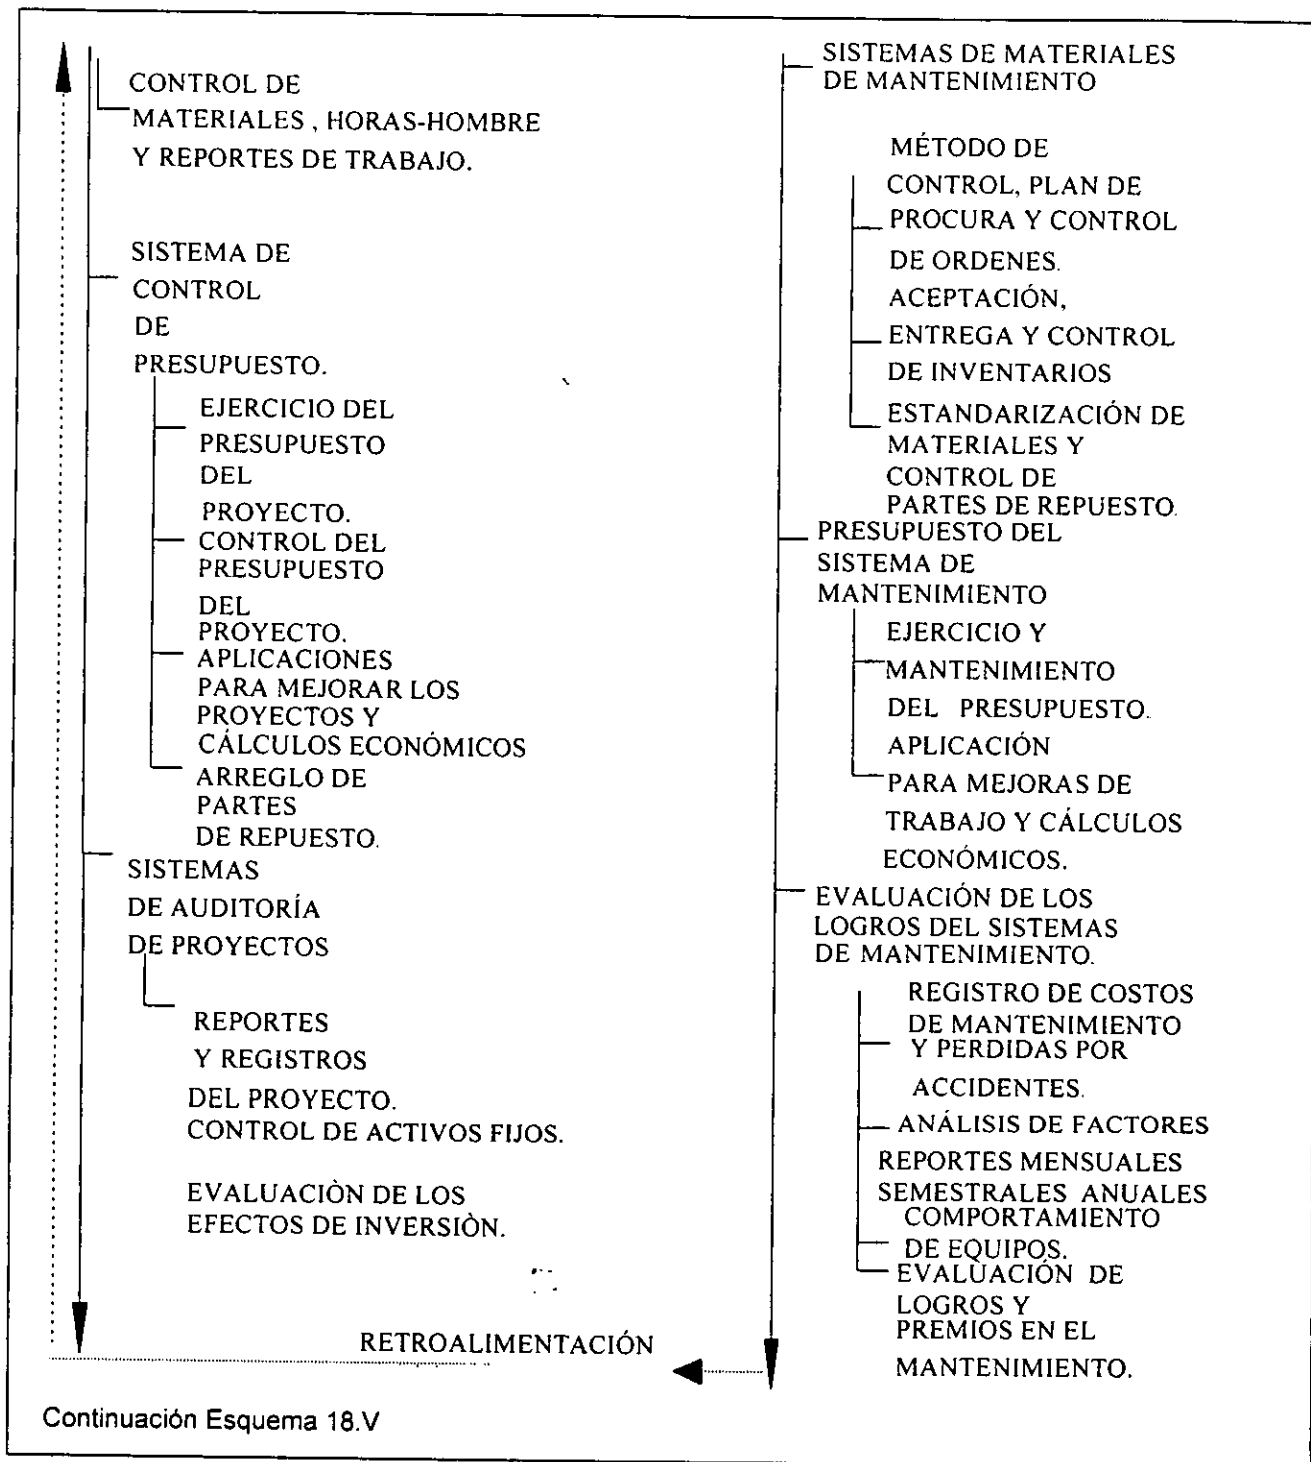 CONTROL DE
MATERIALES , HORAS-HOMBRE
Y REPORTES DE TRABAJO.
SISTEMA DE
CONTROL
DE
PRESUPUESTO.
EJERCICIO DEL
PRESUPUESTO
DEL
PROYECTO.
CONTROL DEL
PRESUPUESTO
DEL
PROYECTO.
APLICACIONES
PARA MEJORAR LOS
PROYECTOS Y
CÁLCULOS ECONÓMICOS
ARREGLO DE
PARTES
DE REPUESTO.
SISTEMAS
DE AUDITORÍA
DE PROYECTOS
REPORTES
Y REGISTROS
DEL PROYECTO.
CONTROL DE ACTIVOS FIJOS.
EVALUACIÒN DE LOS
EFECTOS DE INVERSIÒN.
SISTEMAS DE MATERIALES
DE MANTENIMIENTO
MÉTODO DE
CONTROL, PLAN DE
PROCURA Y CONTROL
DE ORDENES.
ACEPTACIÓN,
ENTREGA Y CONTROL
DE INVENTARIOS
ESTANDARIZACIÓN DE
MATERIALES Y
CONTROL DE
PARTES DE REPUESTO.
PRESUPUESTO DEL
SISTEMA DE
MANTENIMIENTO
EJERCICIO Y
MANTENIMIENTO
DEL PRESUPUESTO.
APLICACIÓN
PARA MEJORAS DE
TRABAJO Y CÁLCULOS
ECONÓMICOS.
EVALUACIÓN DE LOS
LOGROS DEL SISTEMAS
DE MANTENIMIENTO.
REGISTRO DE COSTOS
DE MANTENIMIENTO
Y PERDIDAS POR
ACCIDENTES.
ANÁLISIS DE FACTORES
REPORTES MENSUALES
SEMESTRALES ANUALES
COMPORTAMIENTO
DE EQUIPOS.
EVALUACIÓN DE
LOGROS Y
PREMIOS EN EL
MANTENIMIENTO.
RETROALIMENTACIÓN
Continuación Esquema 18.V